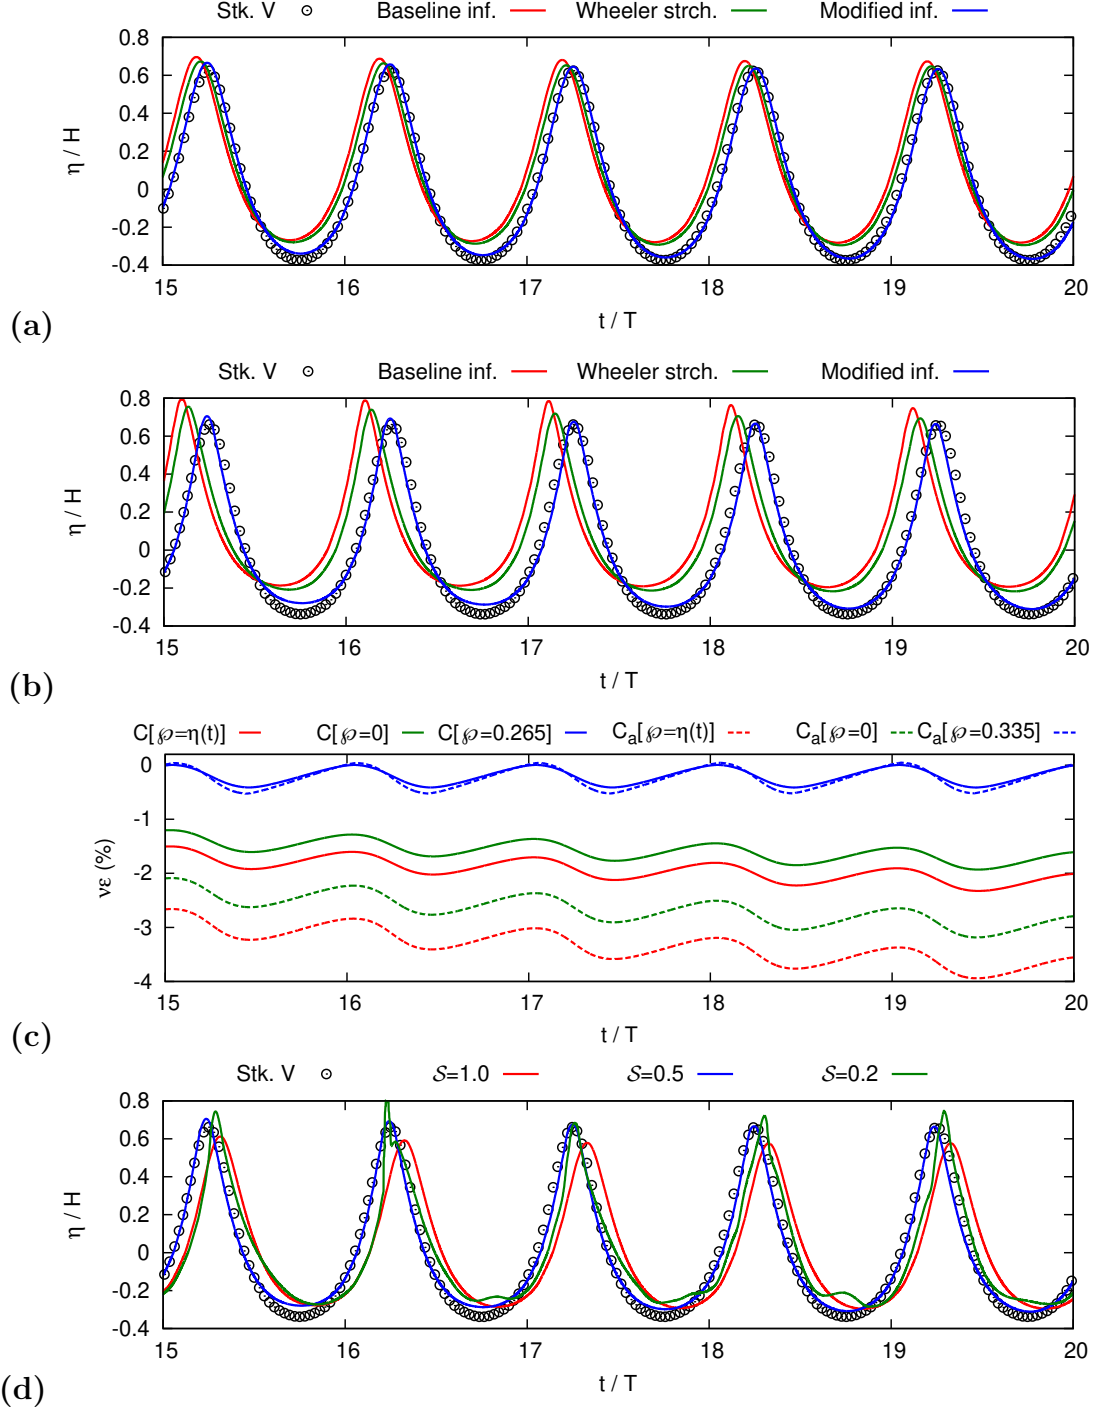 Stk. V Baseline inf. Wheeler strch. Modified inf.
0.8
0.6
0.4
0.2
0
-0.2
-0.4
η / H
15 16 17 18 19 20
t / T
(a)
Stk. V Baseline inf. Wheeler strch. Modified inf.
0.8
0.6
0.4
0.2
0
-0.2
-0.4
η / H
15 16 17 18 19 20
t / T
(b)
C[℘=η(t)] C[℘=0] C[℘=0.265] Cₐ[℘=η(t)] Cₐ[℘=0] Cₐ[℘=0.335]
0
-1
-2
-3
-4
νε (%)
15 16 17 18 19 20
t / T
(c)
Stk. V 𝒮=1.0 𝒮=0.5 𝒮=0.2
0.8
0.6
0.4
0.2
0
-0.2
-0.4
η / H
15 16 17 18 19 20
t / T
(d)